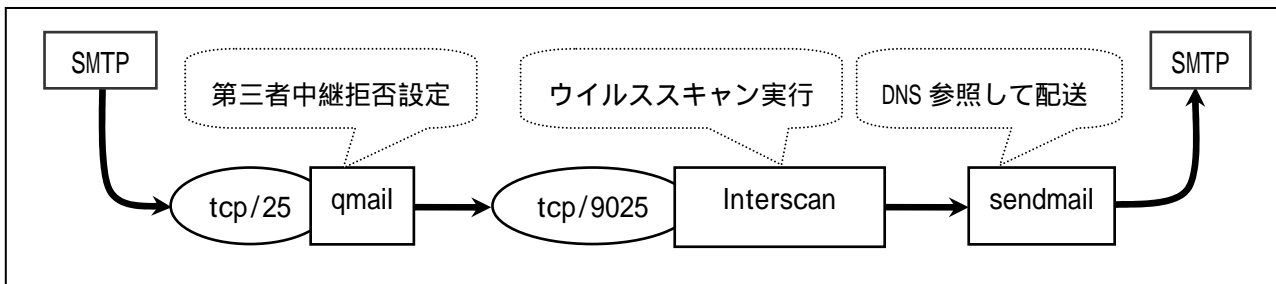 SMTP
第三者中継拒否設定
ウイルススキャン実行
DNS 参照して配送
SMTP
tcp/25
qmail
tcp/9025
Interscan
sendmail